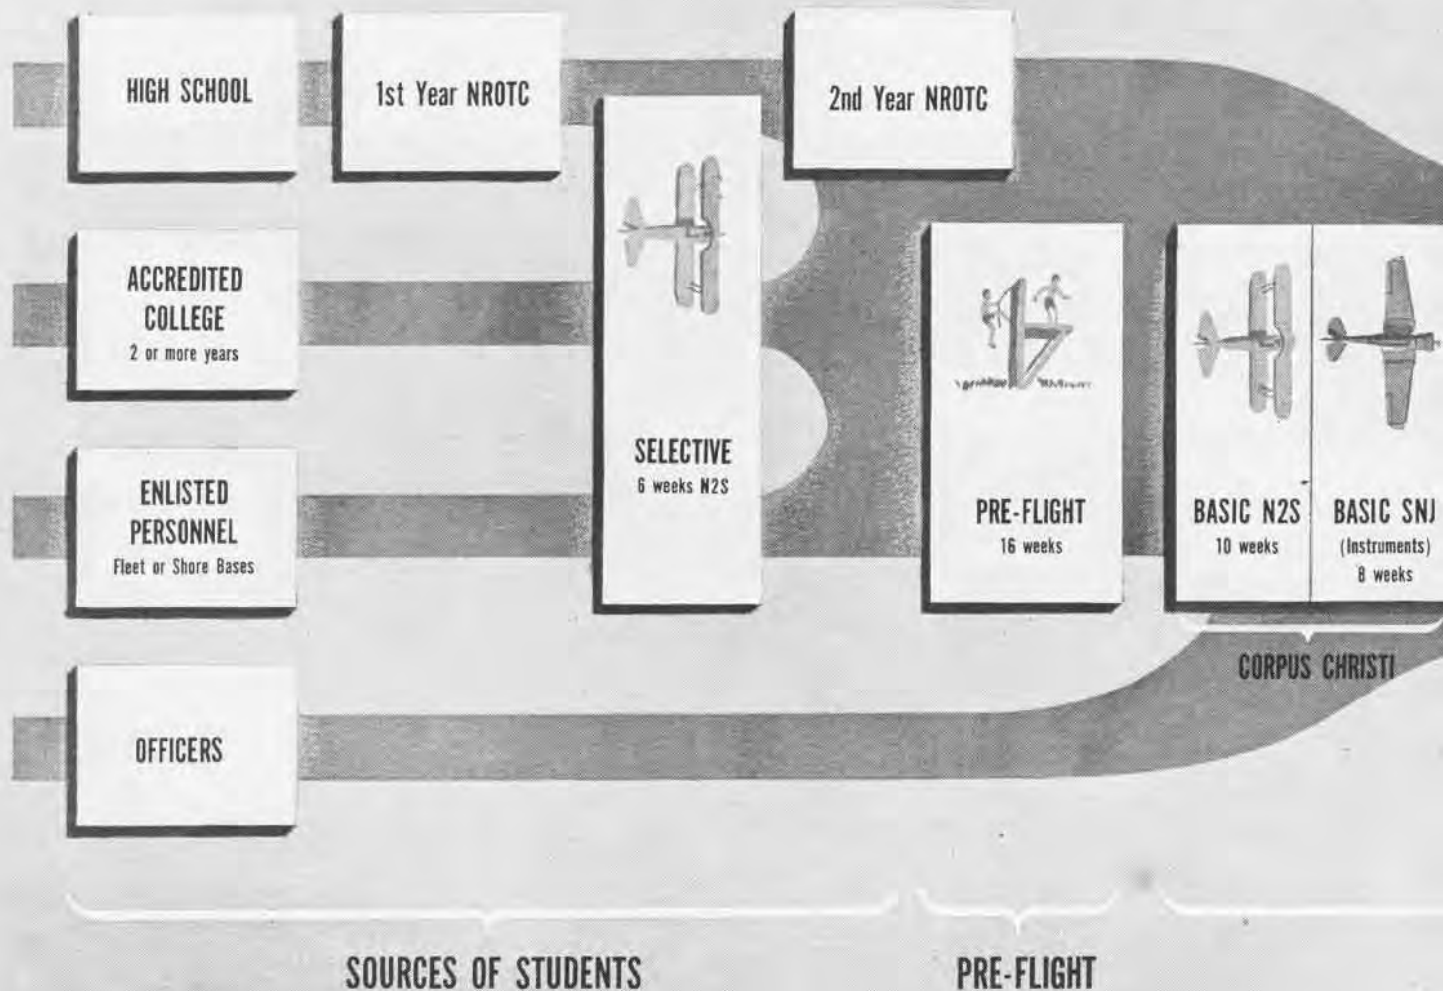 HIGH SCHOOL
1st Year NROTC
2nd Year NROTC
ACCREDITED
COLLEGE
2 or more years
SELECTIVE
6 weeks N2S
ENLISTED
PERSONNEL
Fleet or Shore Bases
PRE-FLIGHT
16 weeks
BASIC N2S
10 weeks
BASIC SNJ
(Instruments)
8 weeks
CORPUS CHRISTI
OFFICERS
SOURCES OF STUDENTS
PRE-FLIGHT